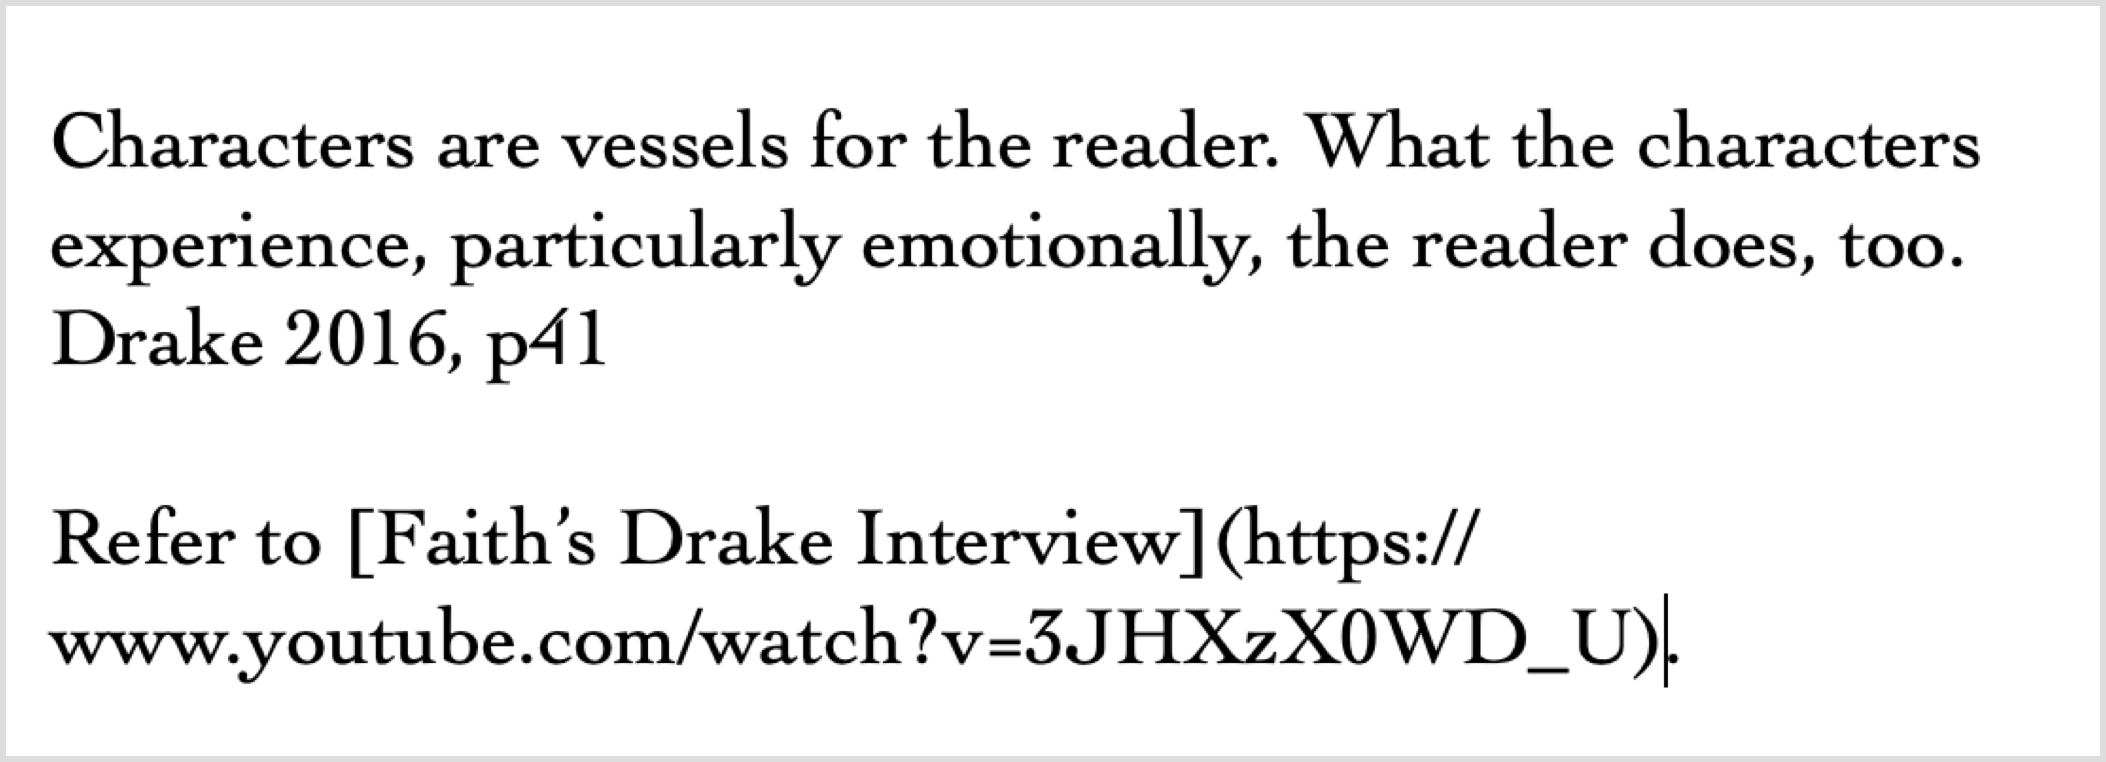 Characters are vessels for the reader. What the characters
experience, particularly emotionally, the reader does, too.
Drake 2016, p41
Refer to [Faith’s Drake Interview](https://
www.youtube.com/watch?v=3JHXzX0WD_U).